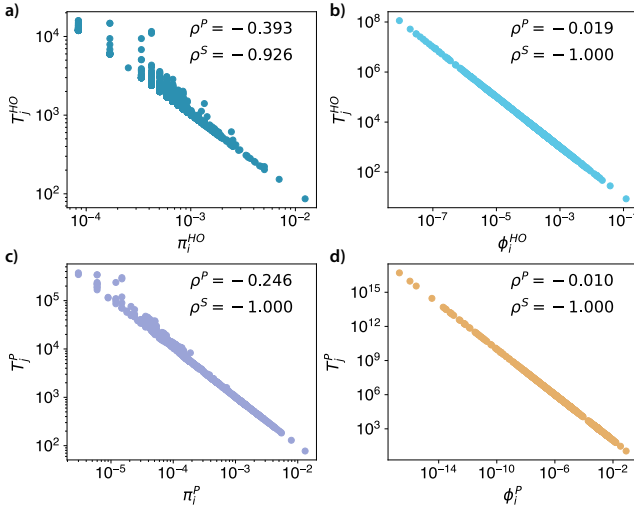 a)
ρ^P = −0.393
ρ^S = −0.926
10^4
10^3
10^2
T_j^{HO}
10^{−4}
10^{−3}
10^{−2}
π_i^{HO}
b)
ρ^P = −0.019
ρ^S = −1.000
10^8
10^6
10^4
10^2
T_j^{HO}
10^{−7}
10^{−5}
10^{−3}
10^{−1}
ϕ_i^{HO}
c)
ρ^P = −0.246
ρ^S = −1.000
10^5
10^4
10^3
10^2
T_j^P
10^{−5}
10^{−4}
10^{−3}
10^{−2}
π_i^P
d)
ρ^P = −0.010
ρ^S = −1.000
10^{15}
10^{12}
10^9
10^6
10^3
T_j^P
10^{−14}
10^{−10}
10^{−6}
10^{−2}
ϕ_i^P